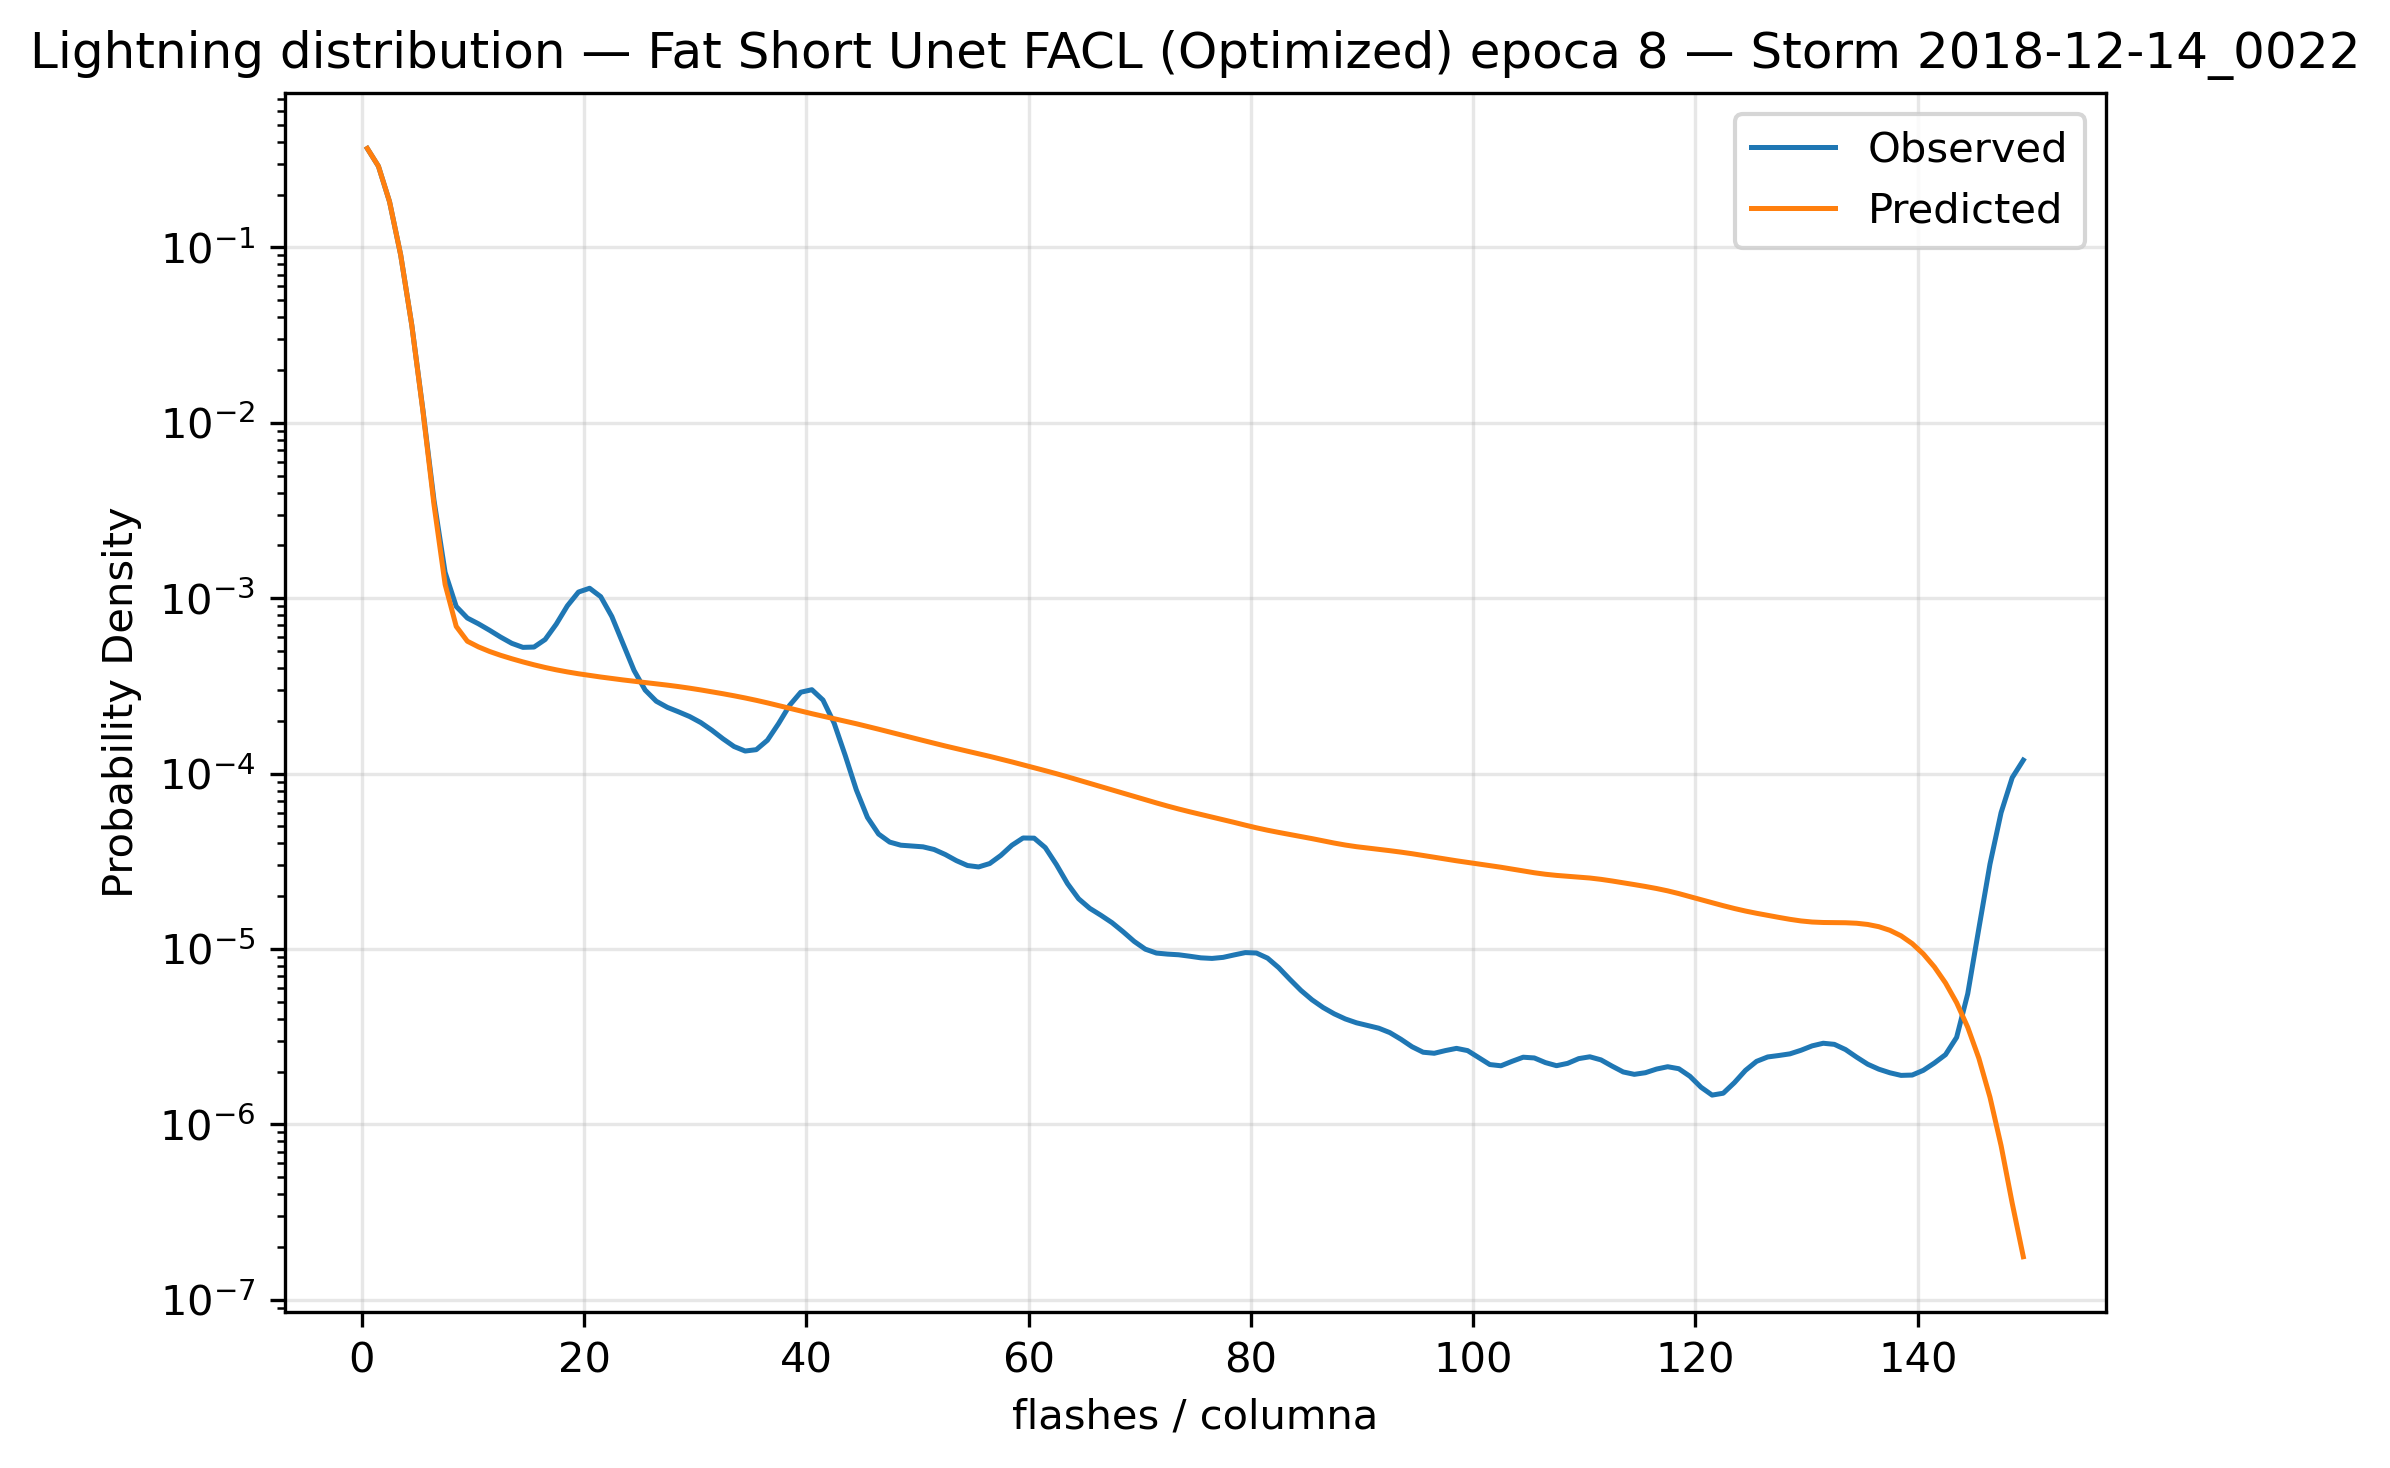 Lightning distribution — Fat Short Unet FACL (Optimized) epoca 8 — Storm 2018-12-14_0022
Observed
Predicted
Probability Density
10⁻¹
10⁻²
10⁻³
10⁻⁴
10⁻⁵
10⁻⁶
10⁻⁷
0 20 40 60 80 100 120 140
flashes / columna